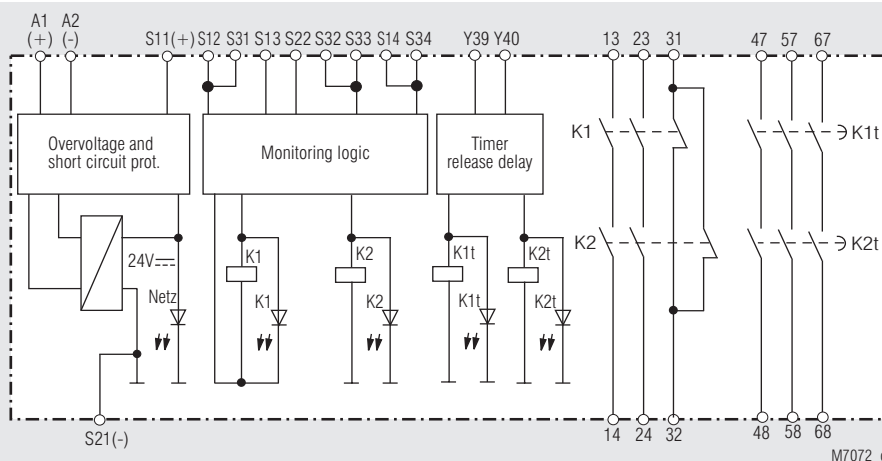 A1 A2
(+) (-) S11(+) S12 S31 S13 S22 S32 S33 S14 S34 Y39 Y40 13 23 31 47 57 67
Overvoltage and
short circuit prot.
Monitoring logic
Timer
release delay
K1 K1t
K2 K2t
24V
Netz
K1 K2 K1t K2t
K1 K2 K1t K2t
S21(-) 14 24 32 48 58 68
M7072